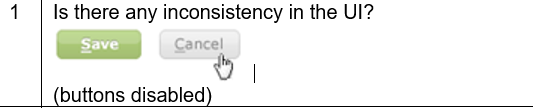 1 Is there any inconsistency in the UI?
Save Cancel
(buttons disabled)